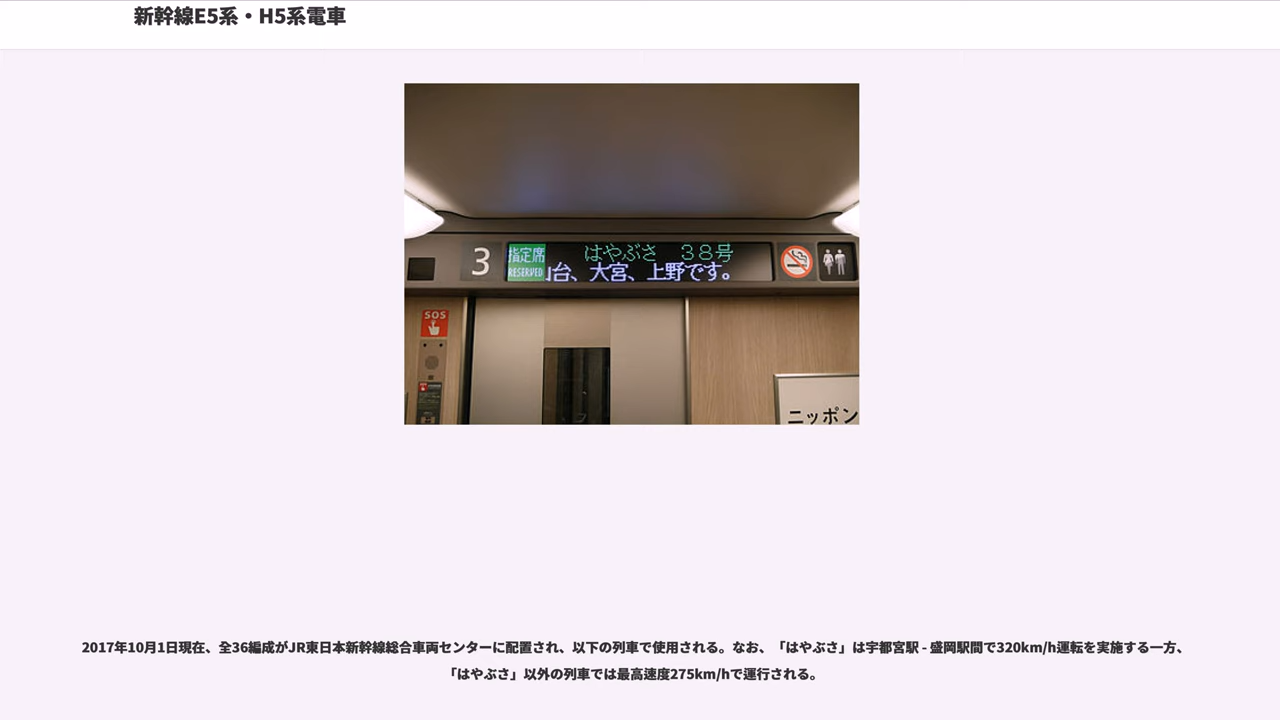 新幹線E5系・H5系電車
3
指定席
RESERVED
はやぶさ 38号
台、大宮、上野です。
SOS
ニッポン
2017年10月1日現在、全36編成がJR東日本新幹線総合車両センターに配置され、以下の列車で使用される。なお、「はやぶさ」は宇都宮駅 - 盛岡駅間で320km/h運転を実施する一方、
「はやぶさ」以外の列車では最高速度275km/hで運行される。